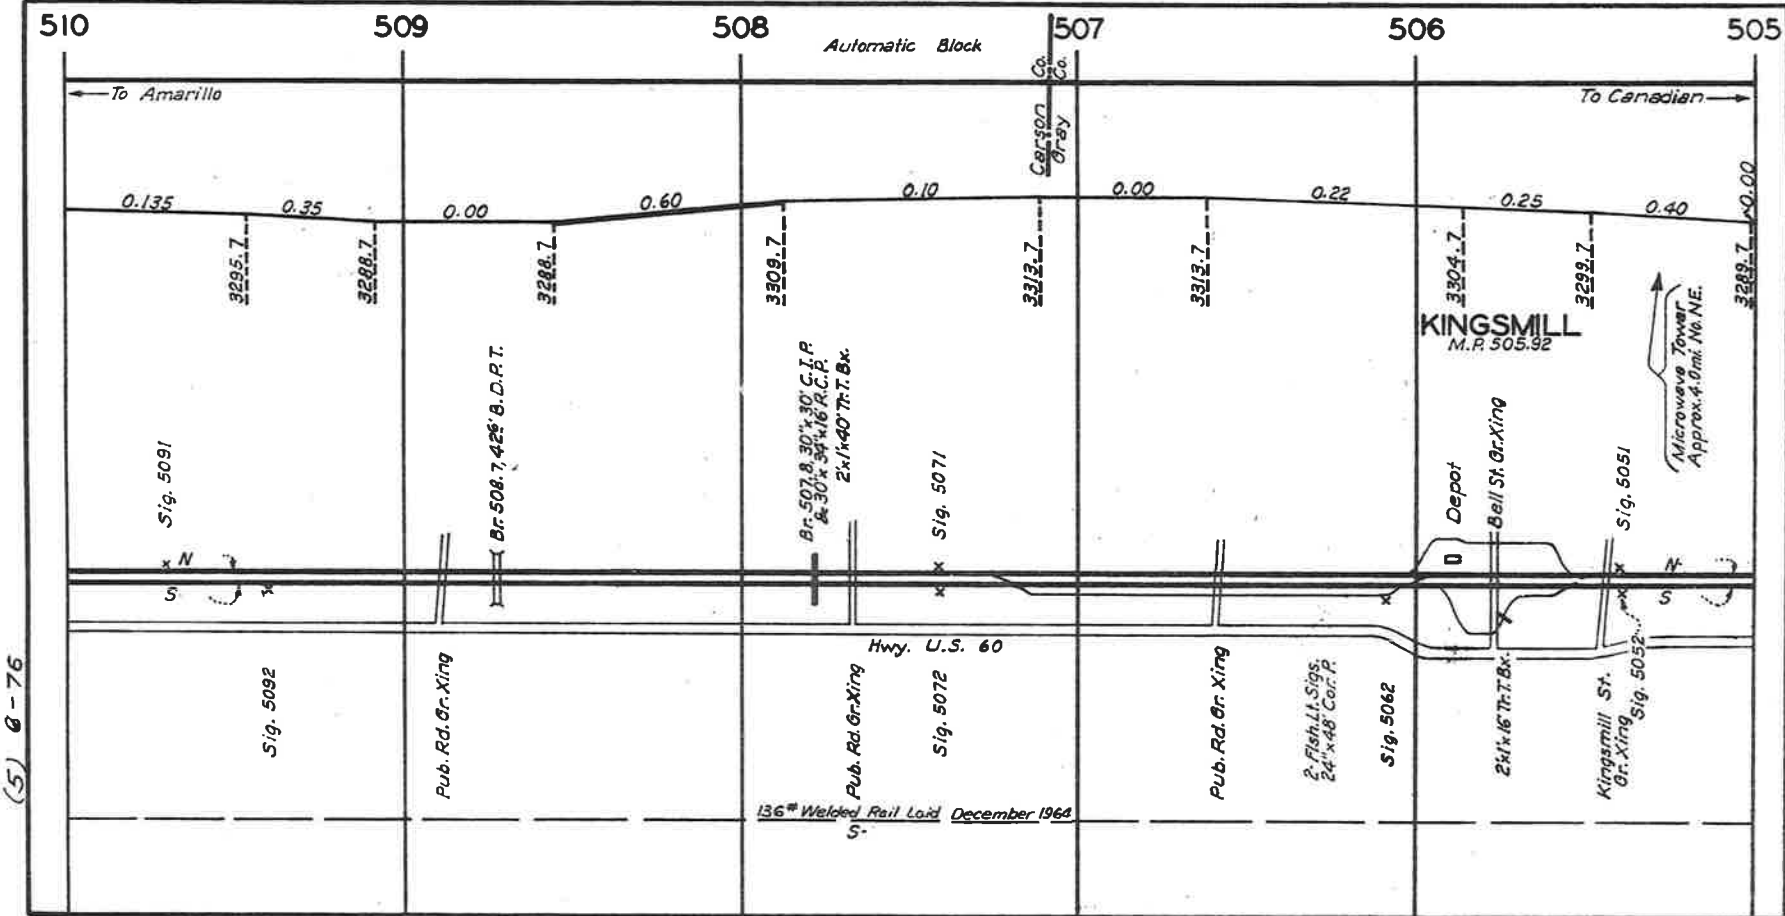 510 509 508 507 506 505
Automatic Block
Carson Co.
Gray Co.
To Amarillo
To Canadian
0.135 0.35 0.00 0.60 0.10 0.00 0.22 0.25 0.40 0.00
3295.7 3288.7 3288.7 3309.7 3313.7 3313.7 3304.7 3299.7 3289.7
KINGSMILL
M.P. 505.92
Microwave Tower
Approx. 4.0 mi. No. NE.
Sig. 5091
Br. 508.7, 426' B.D.P.T.
Br. 507.8, 30"x 30' C.I.P.
& 30"x 34"x 16' R.C.P.
2'x1'x40' Tr.T. Bx.
Sig. 5071
Depot
Bell St. Gr. Xing
Sig. 5051
N
S
N
S
Hwy. U.S. 60
Sig. 5092
Pub. Rd. Gr. Xing
Pub. Rd. Gr. Xing
Sig. 5072
Pub. Rd. Gr. Xing
2-Flsh. Lt. Sigs.
24"x48' Cor. P.
Sig. 5062
2'x1'x16' Tr.T. Bx.
Kingsmill St.
Gr. Xing
Sig. 5052
136# Welded Rail Laid December 1964
S-
(5) 6-76